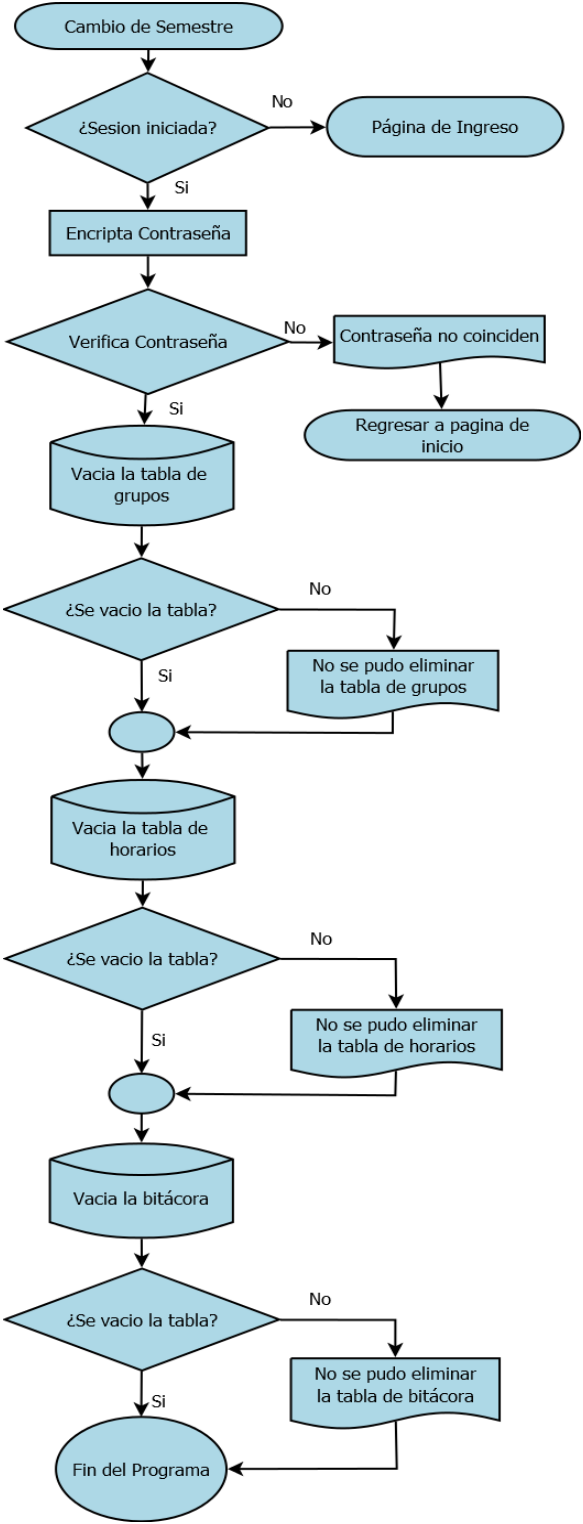 Cambio de Semestre
¿Sesion iniciada?
No
Página de Ingreso
Si
Encripta Contraseña
Verifica Contraseña
No
Contraseña no coinciden
Regresar a pagina de
inicio
Si
Vacia la tabla de
grupos
¿Se vacio la tabla?
No
No se pudo eliminar
la tabla de grupos
Si
Vacia la tabla de
horarios
¿Se vacio la tabla?
No
No se pudo eliminar
la tabla de horarios
Si
Vacia la bitácora
¿Se vacio la tabla?
No
No se pudo eliminar
la tabla de bitácora
Si
Fin del Programa